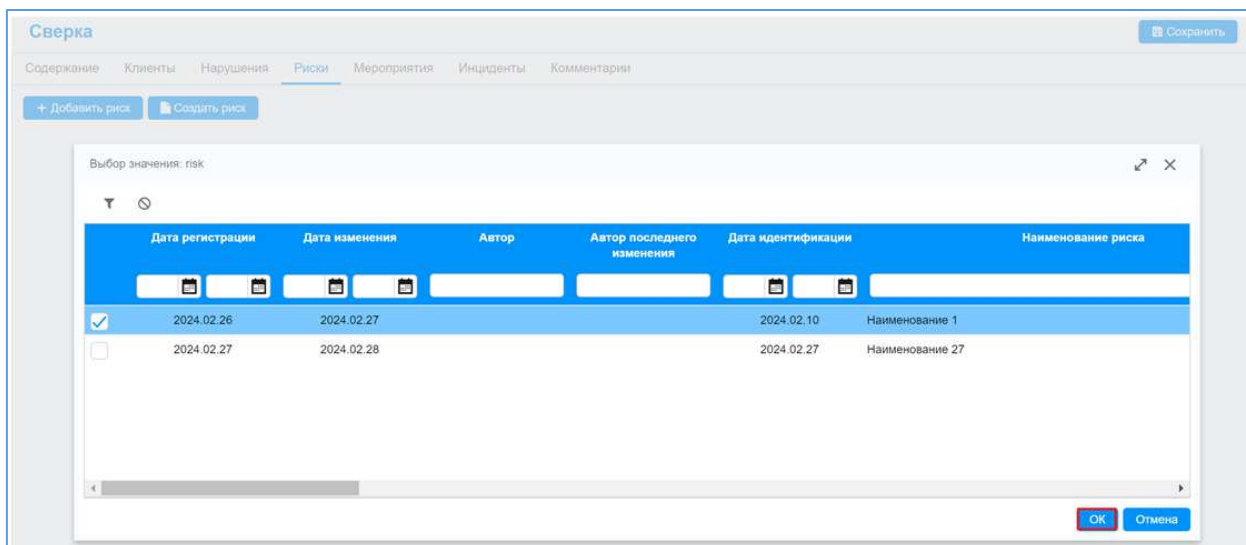 Сверка
Сохранить
Содержание Клиенты Нарушения Риски Мероприятия Инциденты Комментарии
+ Добавить риск Создать риск
Выбор значения: risk
Дата регистрации Дата изменения Автор Автор последнего изменения Дата идентификации Наименование риска
2024.02.26 2024.02.27 2024.02.10 Наименование 1
2024.02.27 2024.02.28 2024.02.27 Наименование 27
ОК Отмена